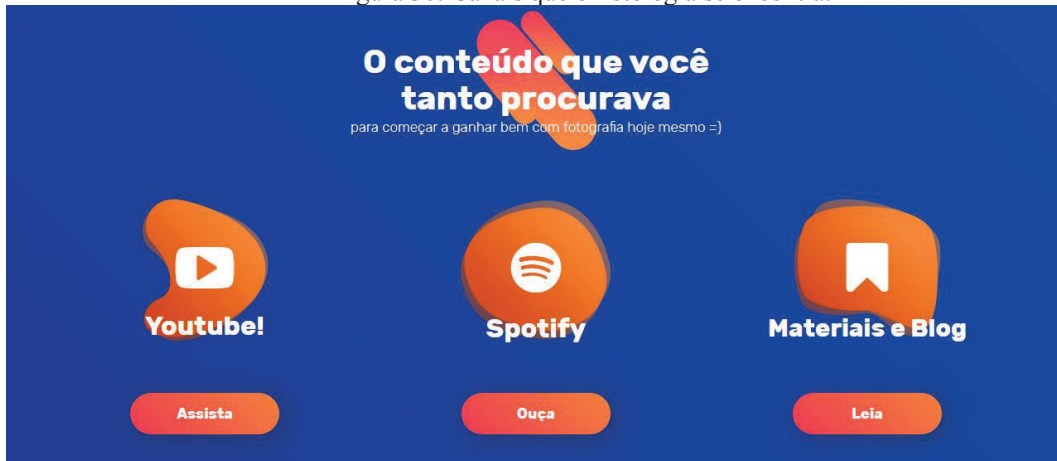 O conteúdo que você
tanto procurava
para começar a ganhar bem com fotografia hoje mesmo =)
Youtube!
Spotify
Materiais e Blog
Assista
Ouça
Leia